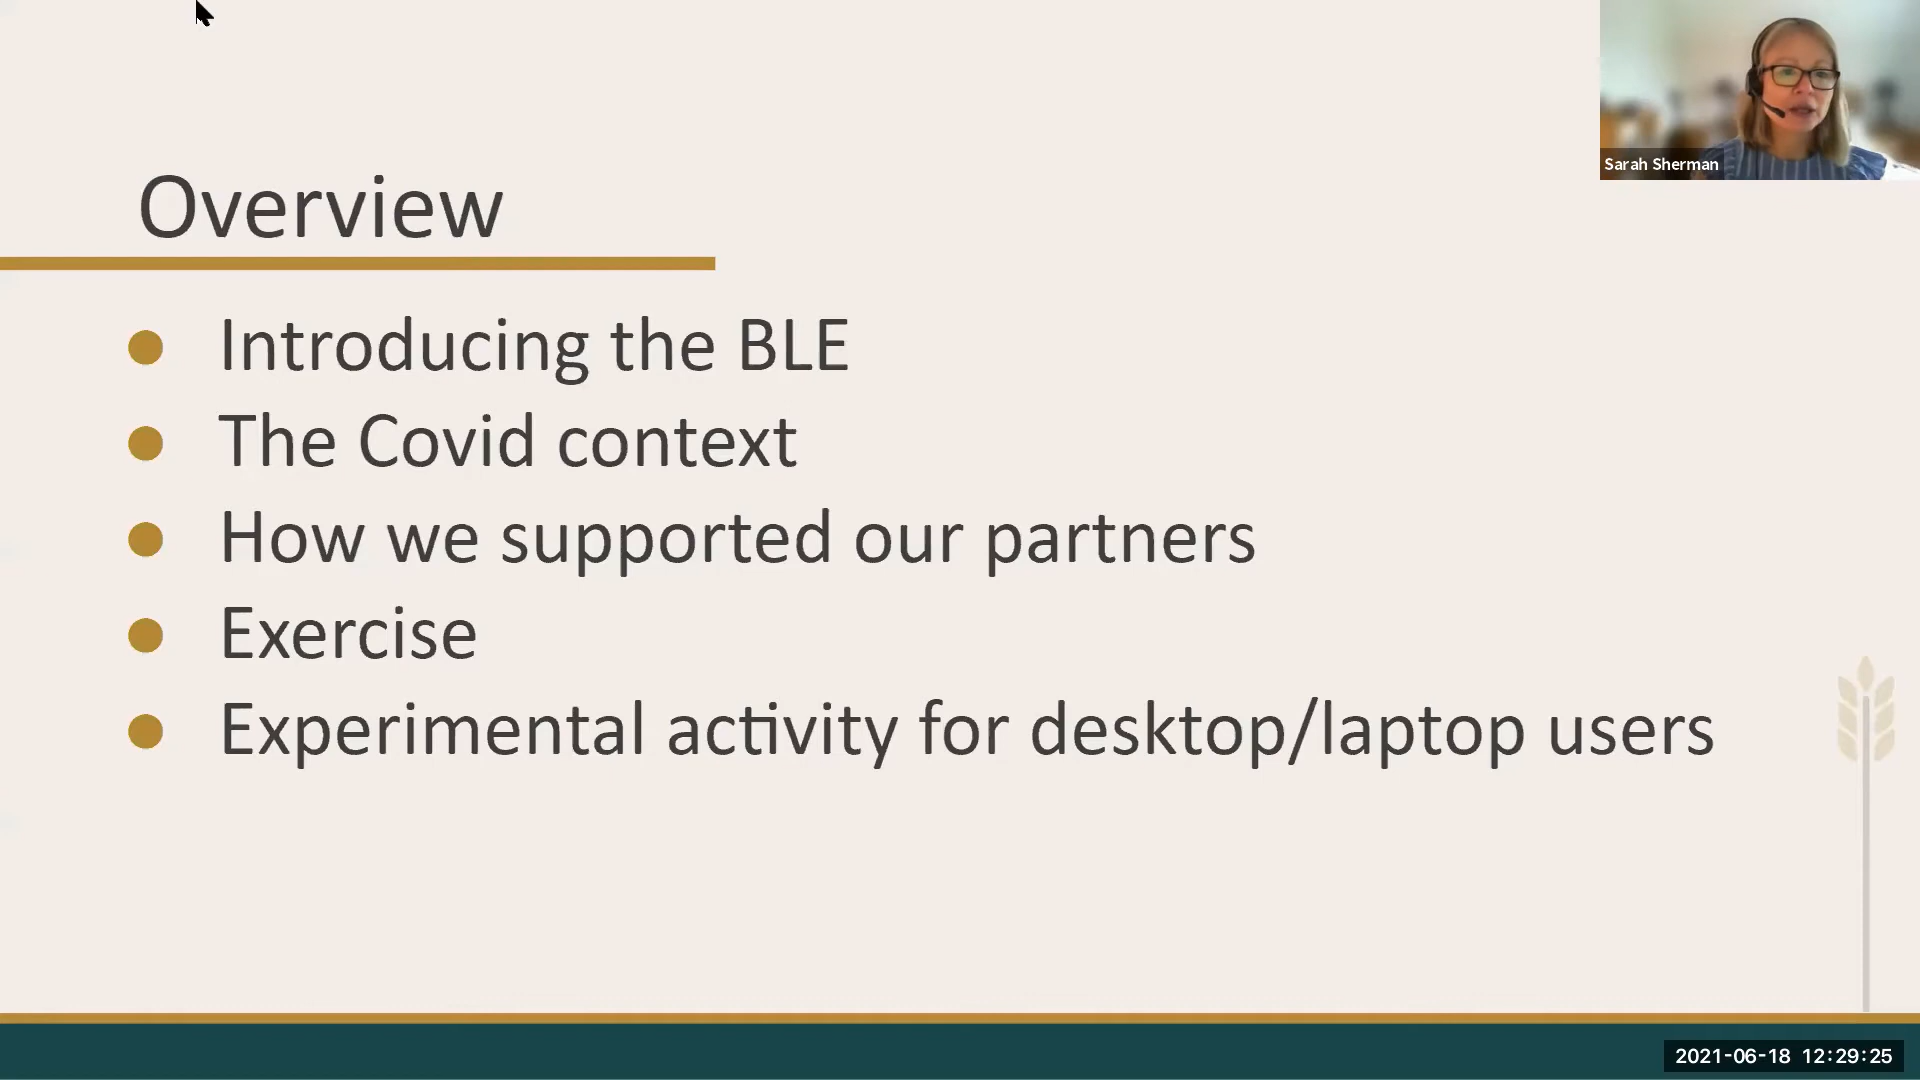 Sarah Sherman
Overview
Introducing the BLE
The Covid context
How we supported our partners
Exercise
Experimental activity for desktop/laptop users
2021-06-18 12:29:25